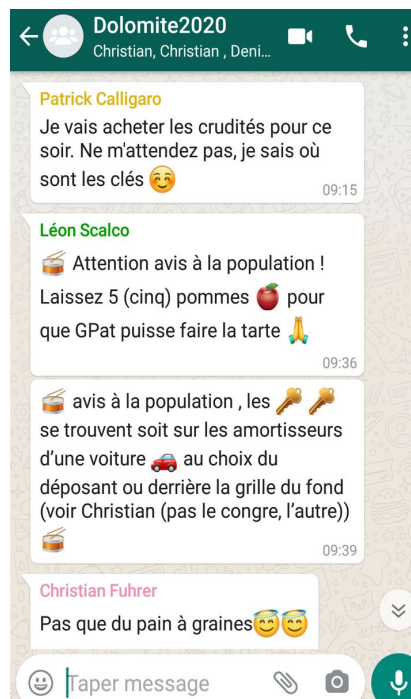 Dolomite2020
Christian, Christian , Deni...
Patrick Calligaro
Je vais acheter les crudités pour ce
soir. Ne m'attendez pas, je sais où
sont les clés ☺️
09:15
Léon Scalco
🥁 Attention avis à la population !
Laissez 5 (cinq) pommes 🍎 pour
que GPat puisse faire la tarte 🙏
09:36
🥁 avis à la population , les 🔑 🔑
se trouvent soit sur les amortisseurs
d'une voiture 🚗 au choix du
déposant ou derrière la grille du fond
(voir Christian (pas le congre, l'autre))
🥁
09:39
Christian Fuhrer
Pas que du pain à graines😇😇
Taper message